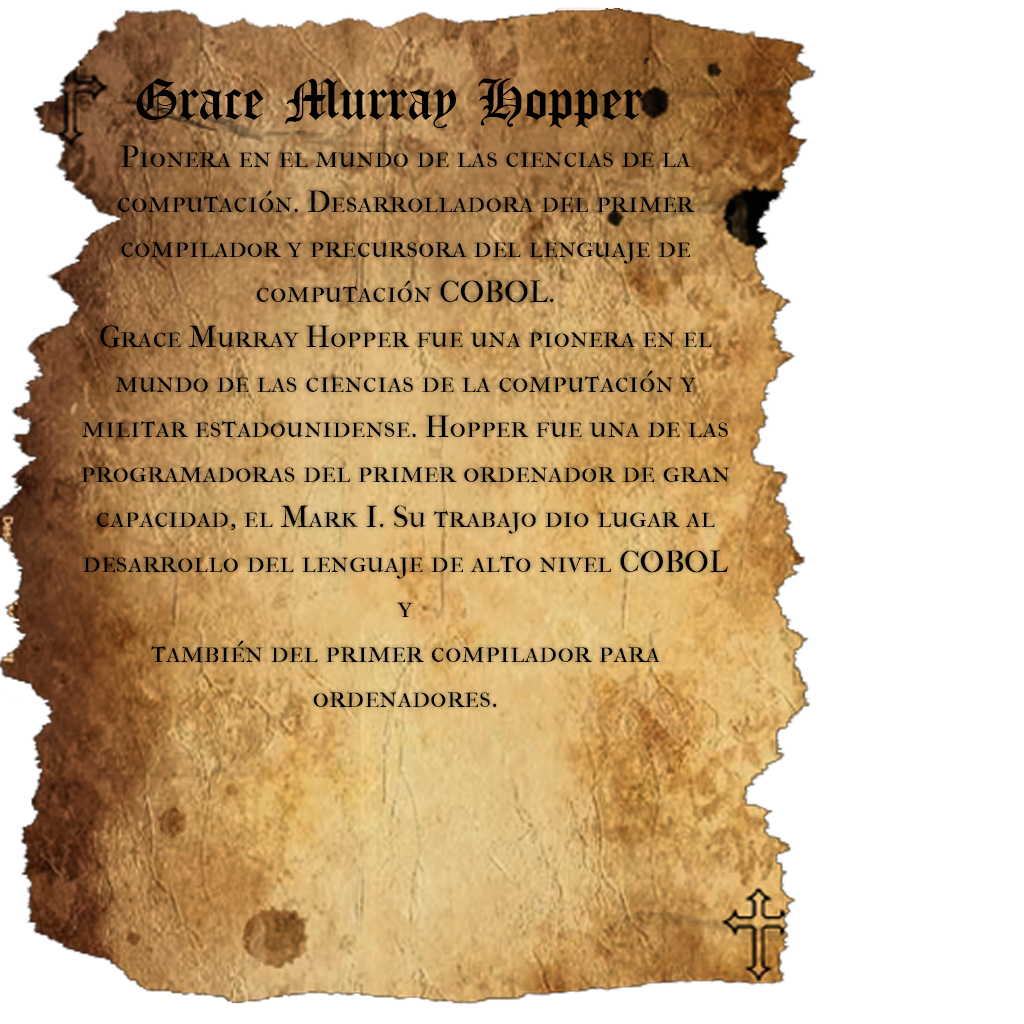 Grace Murray Hopper
Pionera en el mundo de las ciencias de la
computación. Desarrolladora del primer
compilador y precursora del lenguaje de
computación COBOL.
Grace Murray Hopper fue una pionera en el
mundo de las ciencias de la computación y
militar estadounidense. Hopper fue una de las
programadoras del primer ordenador de gran
capacidad, el Mark I. Su trabajo dio lugar al
desarrollo del lenguaje de alto nivel COBOL
y
también del primer compilador para
ordenadores.